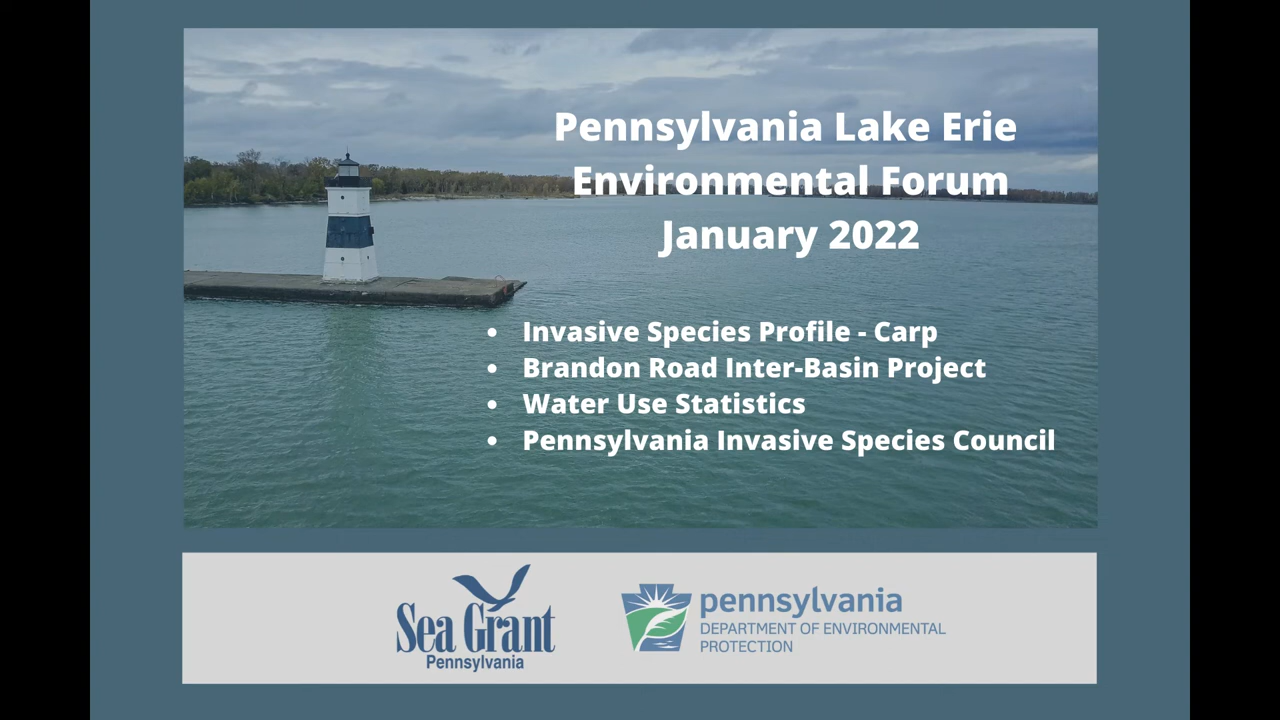 Pennsylvania Lake Erie
Environmental Forum
January 2022
• Invasive Species Profile - Carp
• Brandon Road Inter-Basin Project
• Water Use Statistics
• Pennsylvania Invasive Species Council
Sea Grant
Pennsylvania
pennsylvania
DEPARTMENT OF ENVIRONMENTAL
PROTECTION